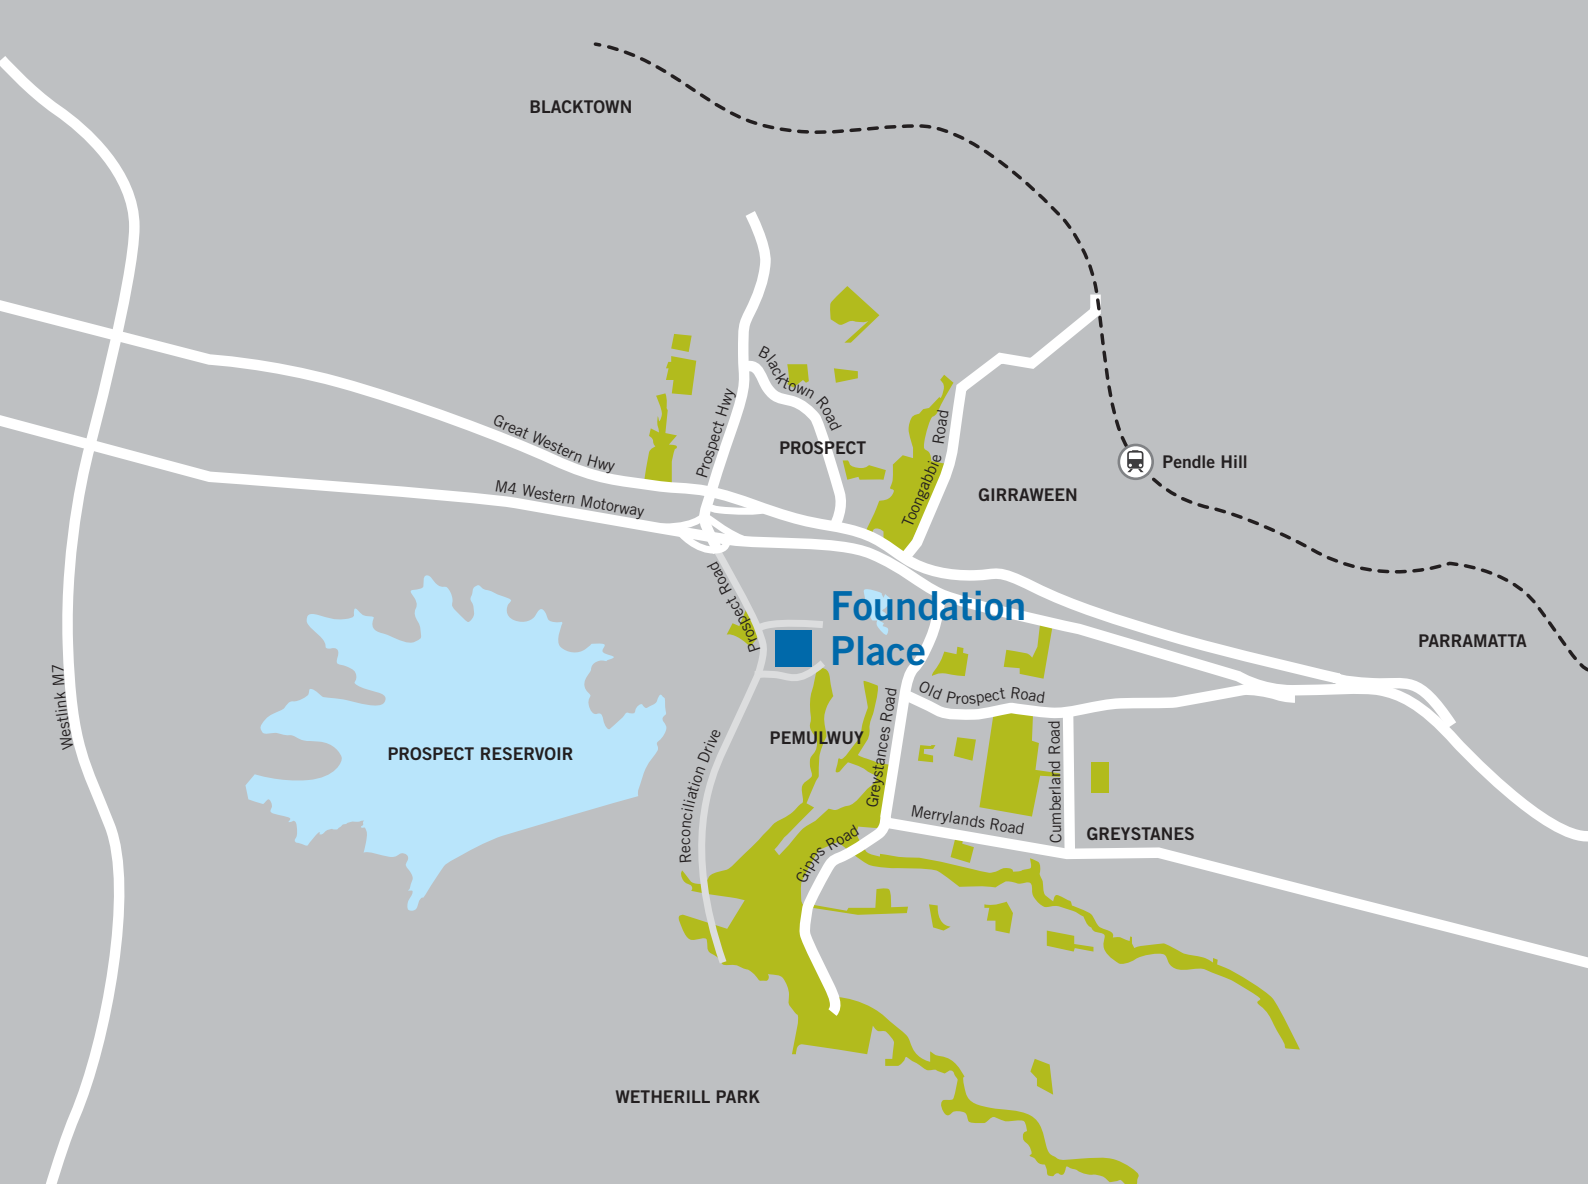 BLACKTOWN
Blacktown Road
Prospect Hwy
Great Western Hwy
PROSPECT
Toongabbie Road
Pendle Hill
GIRRAWEEN
M4 Western Motorway
Prospect Road
Foundation
Place
PARRAMATTA
Westlink M7
Old Prospect Road
PEMULWUY
PROSPECT RESERVOIR
Greystances Road
Reconciliation Drive
Cumberland Road
Merrylands Road
GREYSTANES
Gipps Road
WETHERILL PARK